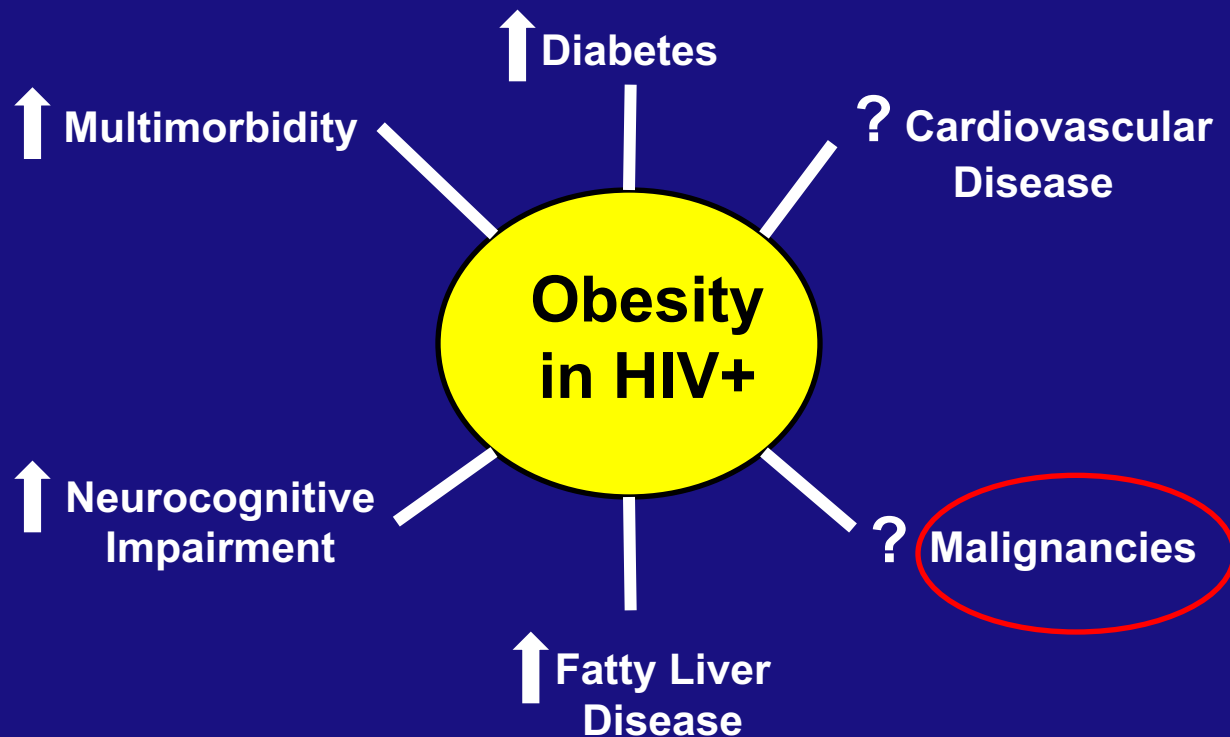 Diabetes
Multimorbidity
? Cardiovascular
Disease
Obesity
in HIV+
Neurocognitive
Impairment
? Malignancies
Fatty Liver
Disease